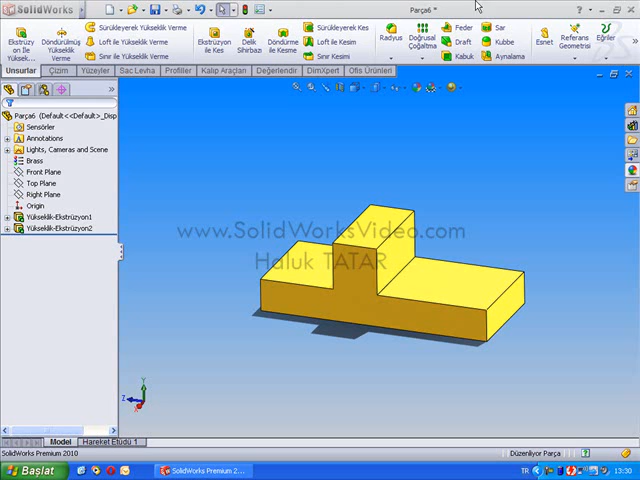 SolidWorks
Parça6 *
Ekstrüzyon İle Yüksek...
Döndürülmüş Yükseklik Verme
Sürükleyerek Yükseklik Verme
Loft ile Yükseklik Verme
Sınır ile Yükseklik Verme
Ekstrüzyon ile Kes
Delik Sihirbazı
Döndürme ile Kesme
Sürükleyerek Kes
Loft ile Kesim
Sınır Kesimi
Radyus
Doğrusal Çoğaltma
Feder
Draft
Kabuk
Sar
Kubbe
Aynalama
Esnet
Referans Geometrisi
Eğriler
Unsurlar
Çizim
Yüzeyler
Sac Levha
Profiller
Kalıp Araçları
Değerlendir
DimXpert
Ofis Ürünleri
Parça6 (Default<<Default>_Disp
Sensörler
Annotations
Lights, Cameras and Scene
Brass
Front Plane
Top Plane
Right Plane
Origin
Yükseklik-Ekstrüzyon1
Yükseklik-Ekstrüzyon2
www.SolidWorksVideo.com
Haluk TATAR
Y
Z
X
Model
Hareket Etüdü 1
SolidWorks Premium 2010
Düzenliyor Parça
Başlat
SolidWorks Premium 2...
TR
13:30